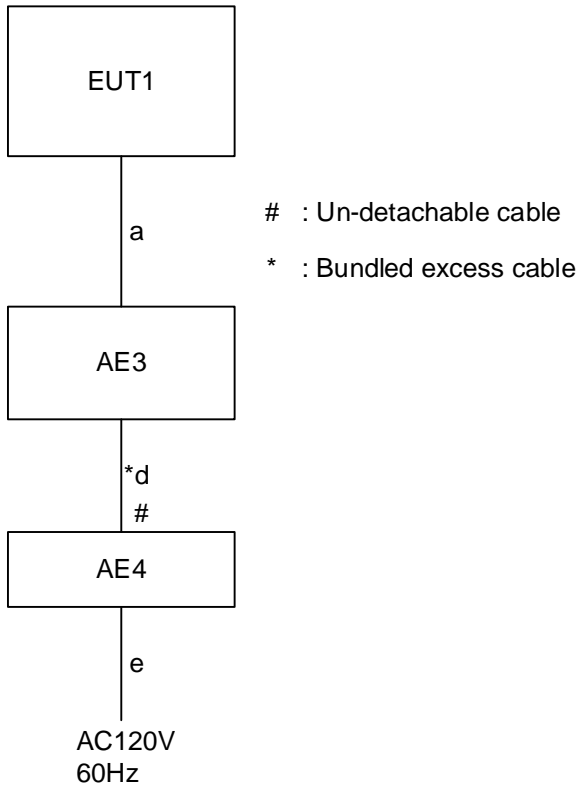 EUT1
a
# : Un-detachable cable
* : Bundled excess cable
AE3
*d
#
AE4
e
AC120V
60Hz